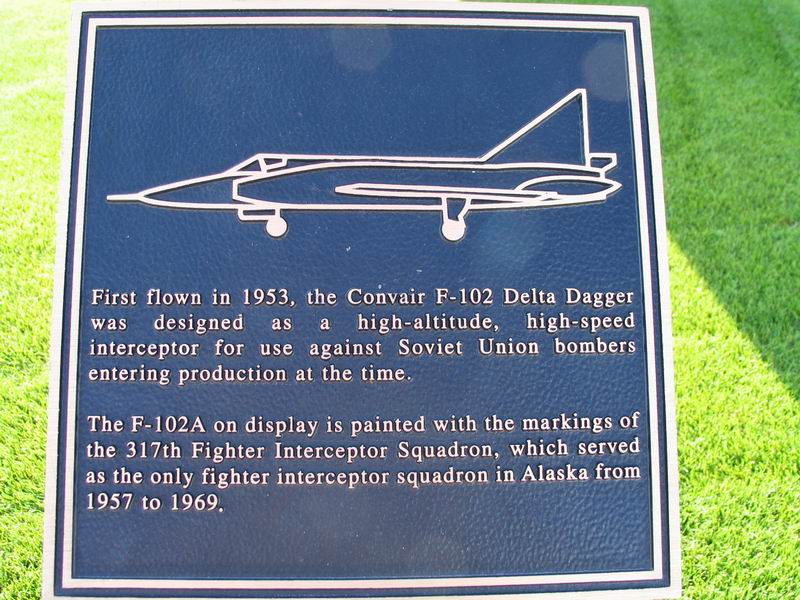 First flown in 1953, the Convair F-102 Delta Dagger
was designed as a high-altitude, high-speed
interceptor for use against Soviet Union bombers
entering production at the time.
The F-102A on display is painted with the markings of
the 317th Fighter Interceptor Squadron, which served
as the only fighter interceptor squadron in Alaska from
1957 to 1969.